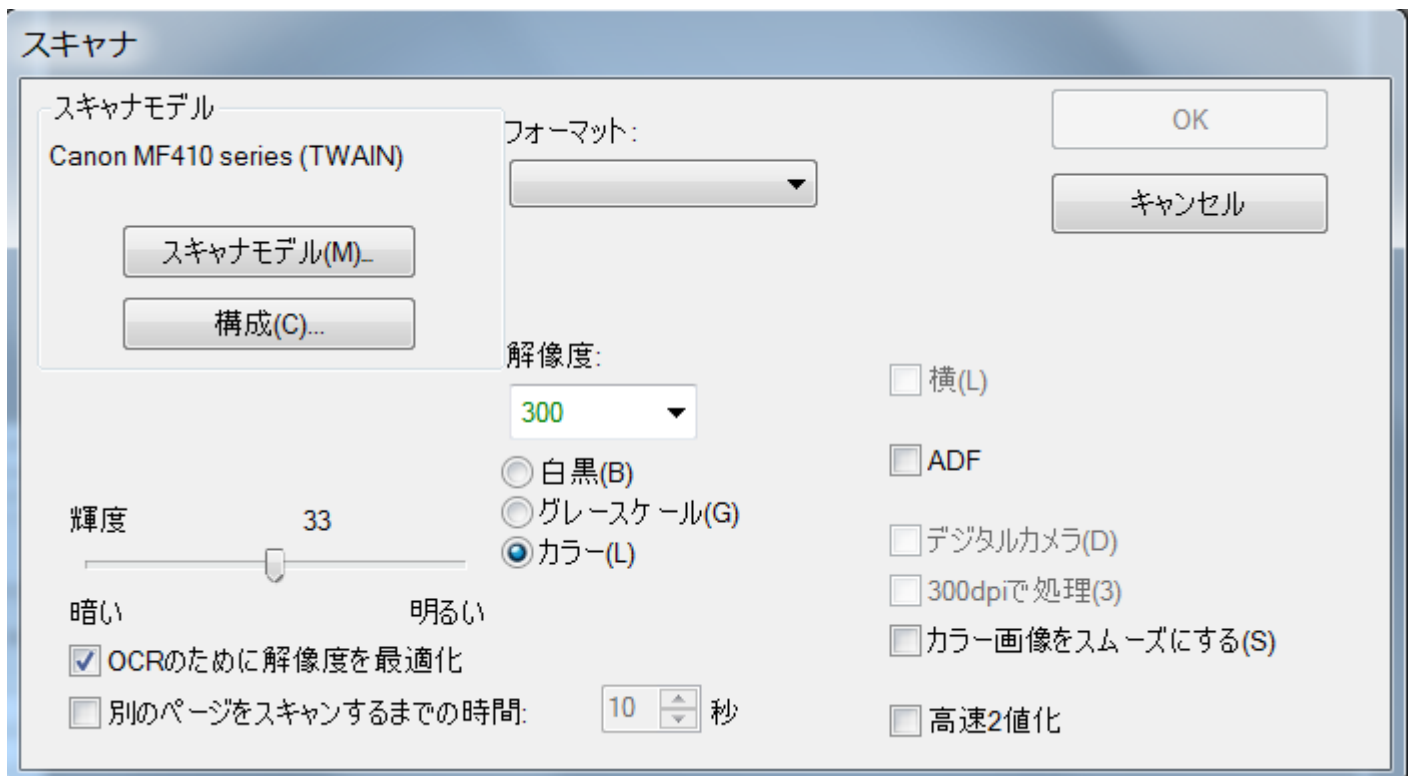 スキャナ
スキャナモデル
Canon MF410 series (TWAIN)
スキャナモデル(M)...
構成(C)...
フォーマット:
OK
キャンセル
解像度:
300
白黒(B)
グレースケール(G)
カラー(L)
横(L)
ADF
デジタルカメラ(D)
300dpiで処理(3)
カラー画像をスムーズにする(S)
高速2値化
輝度 33
暗い 明るい
OCRのために解像度を最適化
別のページをスキャンするまでの時間: 10 秒